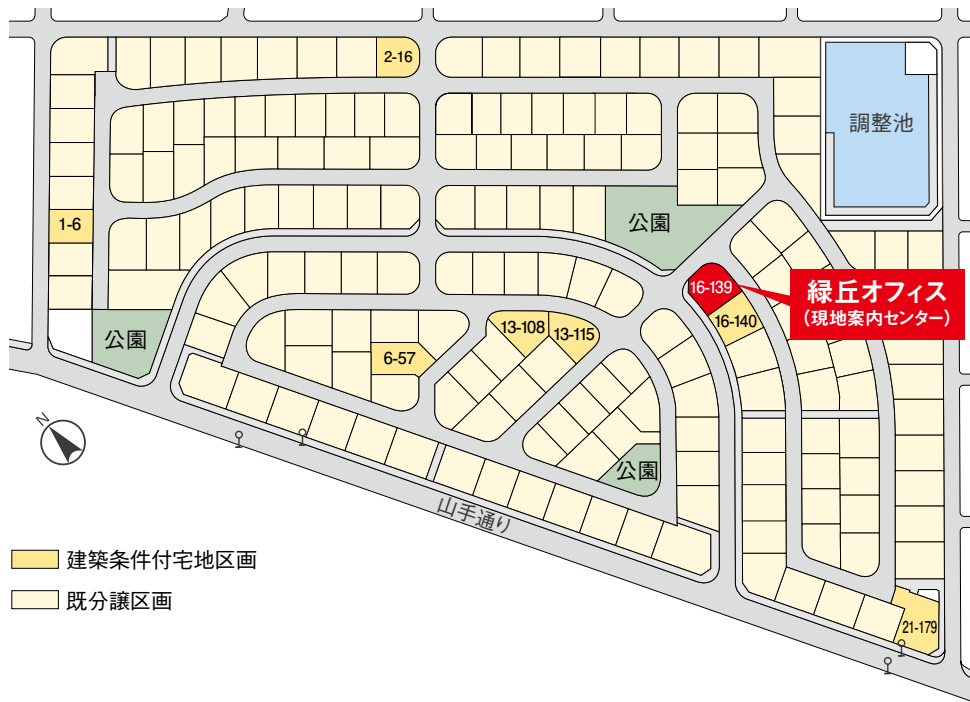 2-16
調整池
1-6
公園
16-139
緑丘オフィス
(現地案内センター)
16-140
13-108
13-115
公園
6-57
N
公園
山手通り
建築条件付宅地区画
既分譲区画
21-179